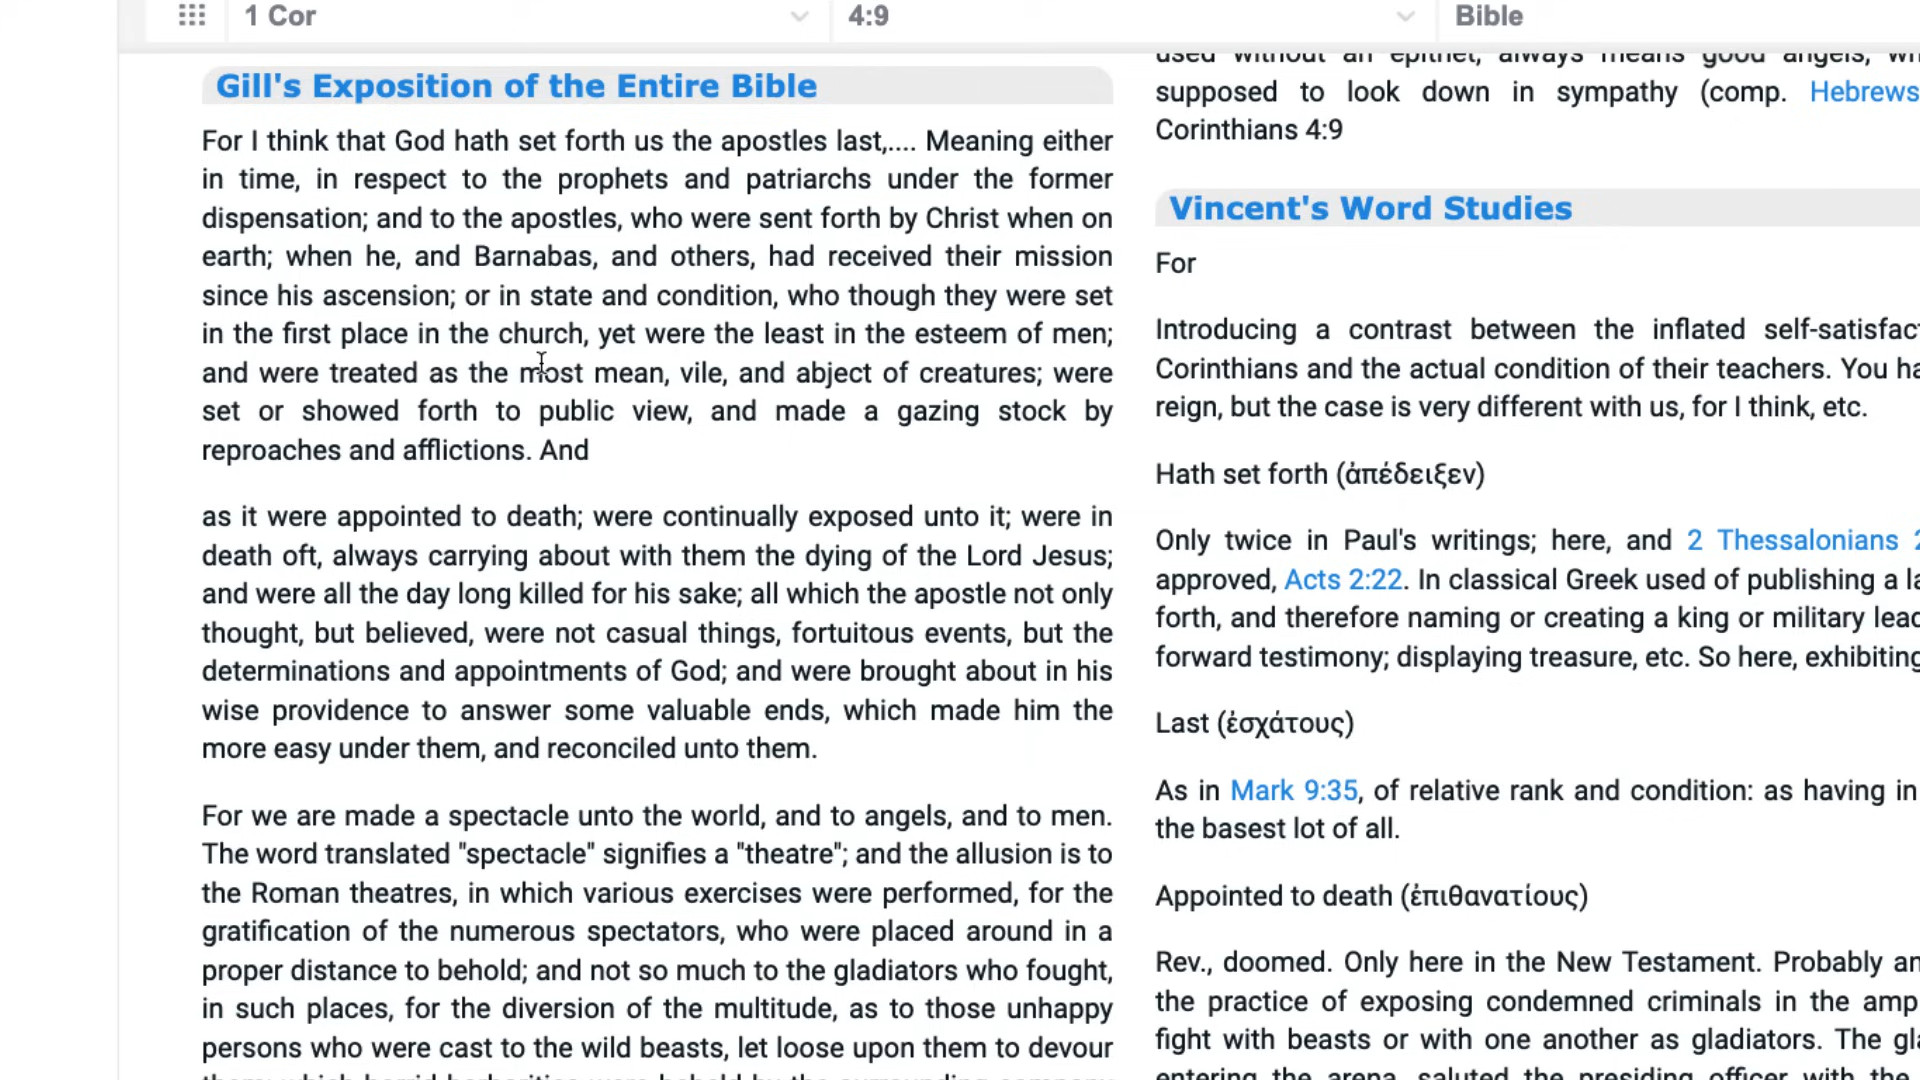 1 Cor
4:9
Bible
Gill's Exposition of the Entire Bible
For I think that God hath set forth us the apostles last,.... Meaning either
in time, in respect to the prophets and patriarchs under the former
dispensation; and to the apostles, who were sent forth by Christ when on
earth; when he, and Barnabas, and others, had received their mission
since his ascension; or in state and condition, who though they were set
in the first place in the church, yet were the least in the esteem of men;
and were treated as the most mean, vile, and abject of creatures; were
set or showed forth to public view, and made a gazing stock by
reproaches and afflictions. And
as it were appointed to death; were continually exposed unto it; were in
death oft, always carrying about with them the dying of the Lord Jesus;
and were all the day long killed for his sake; all which the apostle not only
thought, but believed, were not casual things, fortuitous events, but the
determinations and appointments of God; and were brought about in his
wise providence to answer some valuable ends, which made him the
more easy under them, and reconciled unto them.
For we are made a spectacle unto the world, and to angels, and to men.
The word translated "spectacle" signifies a "theatre"; and the allusion is to
the Roman theatres, in which various exercises were performed, for the
gratification of the numerous spectators, who were placed around in a
proper distance to behold; and not so much to the gladiators who fought,
in such places, for the diversion of the multitude, as to those unhappy
persons who were cast to the wild beasts, let loose upon them to devour
used without an epithet, always means good angels,
supposed to look down in sympathy (comp. Hebrews
Corinthians 4:9
Vincent's Word Studies
For
Introducing a contrast between the inflated
Corinthians and the actual condition of their teachers. You
reign, but the case is very different with us, for I think, etc.
Hath set forth (ἀπέδειξεν)
Only twice in Paul's writings; here, and 2 Thessalonians
approved, Acts 2:22. In classical Greek used of publishing a
forth, and therefore naming or creating a king or military
forward testimony; displaying treasure, etc. So here, exhibiting
Last (ἐσχάτους)
As in Mark 9:35, of relative rank and condition: as having in
the basest lot of all.
Appointed to death (ἐπιθανατίους)
Rev., doomed. Only here in the New Testament. Probably
the practice of exposing condemned criminals in the
fight with beasts or with one another as gladiators. The
entering the arena, saluted the presiding officer with the